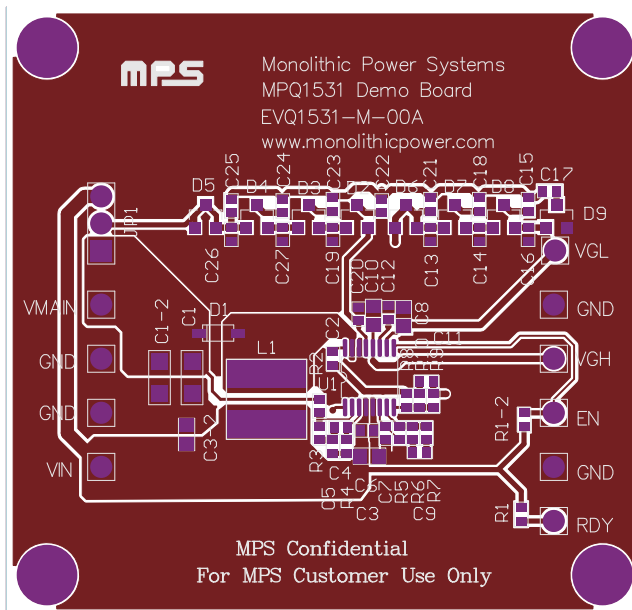 mps
Monolithic Power Systems
MPQ1531 Demo Board
EVQ1531-M-00A
www.monolithicpower.com
C25
C24
C23
C22
C21
C18
C15
C17
D5
D4
D3
D6
D7
D8
D9
JP1
C26
C27
C19
C13
C14
C16
VGL
VMAIN
GND
C1-2
C1
D1
C20
C10
C12
C8
GND
C11
C2
GND
L1
R2
R8
R9
VGH
U1
GND
R1-2
EN
C3-2
R3
VIN
C4
C5
R4
C6
C3
C7
R5
R6
R7
C9
GND
R1
RDY
MPS Confidential
For MPS Customer Use Only